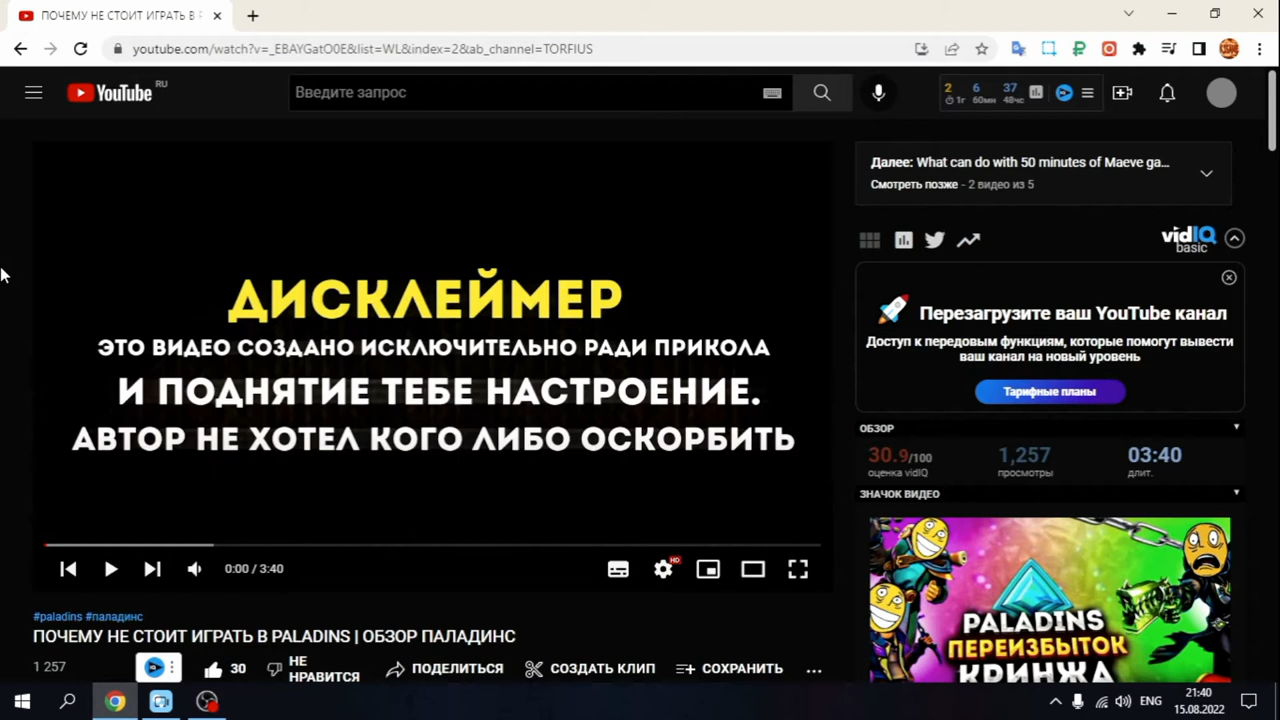 ПОЧЕМУ НЕ СТОИТ ИГРАТЬ В P
youtube.com/watch?v=_EBAYGatO0E&list=WL&index=2&ab_channel=TORFIUS
YouTube RU
Введите запрос
2 6 37
1г 60мн 48чс
ДИСКЛЕЙМЕР
ЭТО ВИДЕО СОЗДАНО ИСКЛЮЧИТЕЛЬНО РАДИ ПРИКОЛА
И ПОДНЯТИЕ ТЕБЕ НАСТРОЕНИЕ.
АВТОР НЕ ХОТЕЛ КОГО ЛИБО ОСКОРБИТЬ
HD
0:00 / 3:40
#paladins #паладинс
ПОЧЕМУ НЕ СТОИТ ИГРАТЬ В PALADINS | ОБЗОР ПАЛАДИНС
1 257
30
НЕ
НРАВИТСЯ
ПОДЕЛИТЬСЯ
СОЗДАТЬ КЛИП
СОХРАНИТЬ
Далее: What can do with 50 minutes of Maeve ga...
Смотреть позже - 2 видео из 5
vidIQ
basic
Перезагрузите ваш YouTube канал
Доступ к передовым функциям, которые помогут вывести
ваш канал на новый уровень
Тарифные планы
ОБЗОР
30.9/100 1,257 03:40
оценка vidIQ просмотры длит.
ЗНАЧОК ВИДЕО
PALADINS
ПЕРЕИЗБЫТОК
КРИНЖА
ENG
21:40
15.08.2022